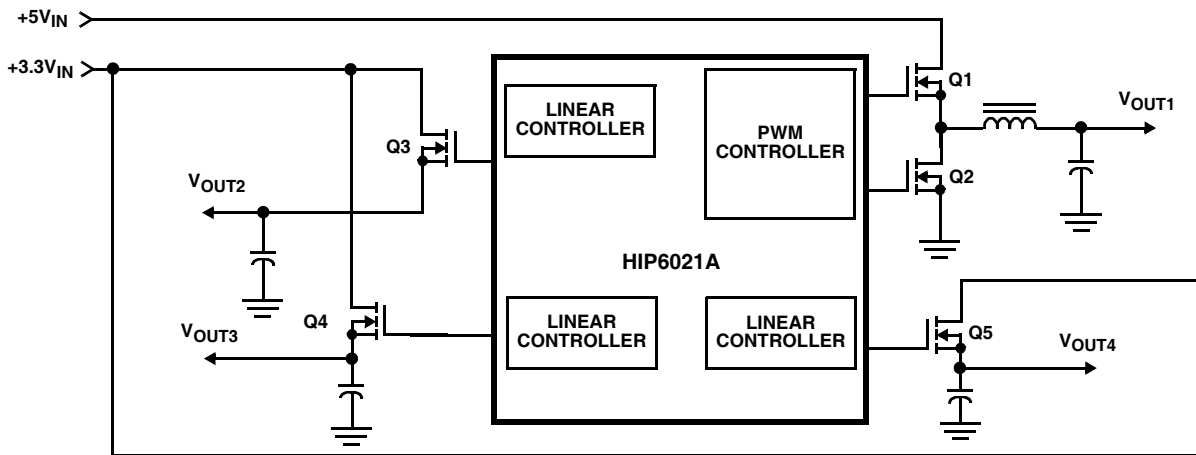 +5VIN
+3.3VIN
LINEAR
CONTROLLER
PWM
CONTROLLER
Q1
VOUT1
Q3
Q2
VOUT2
HIP6021A
Q4
LINEAR
CONTROLLER
LINEAR
CONTROLLER
Q5
VOUT3
VOUT4